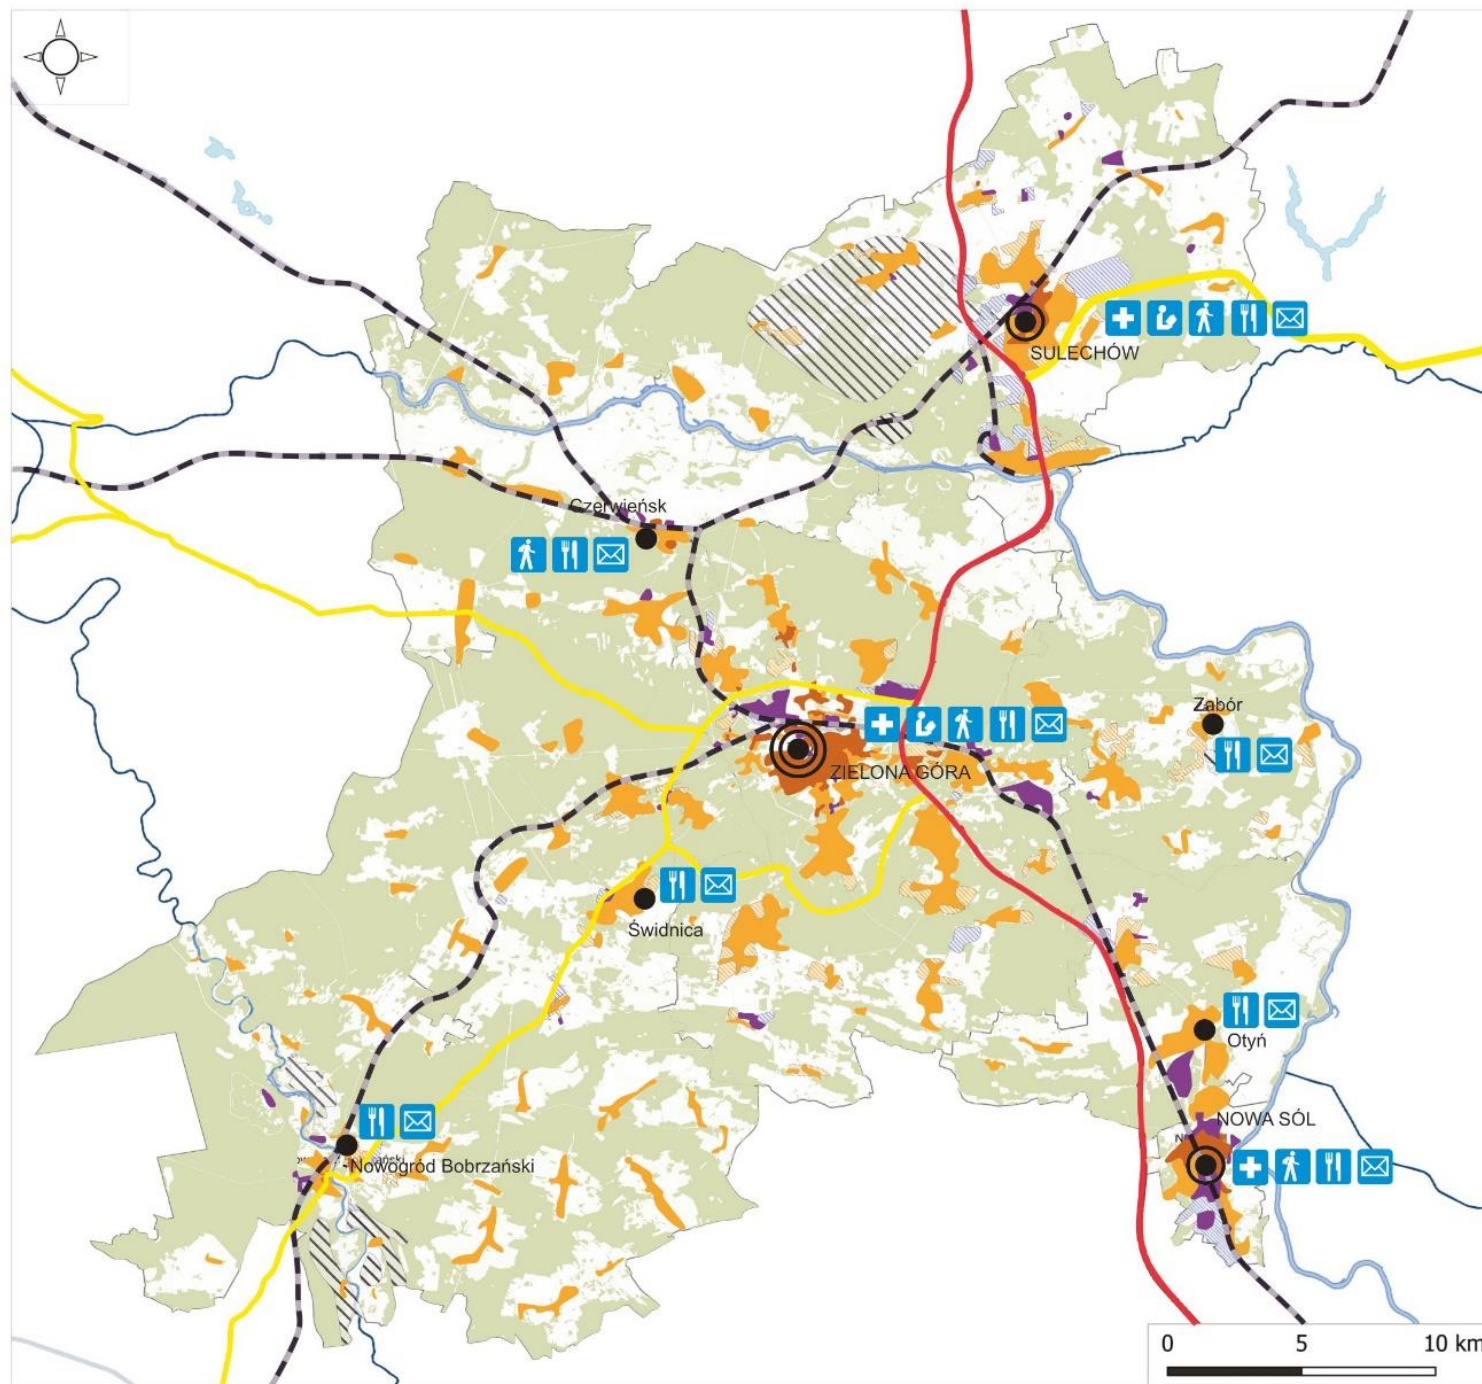 SULECHÓW
Czerwieńsk
Zabór
ZIELONA GÓRA
Świdnica
Otyń
NOWA SÓL
Nowogród Bobrzański
0 5 10 km